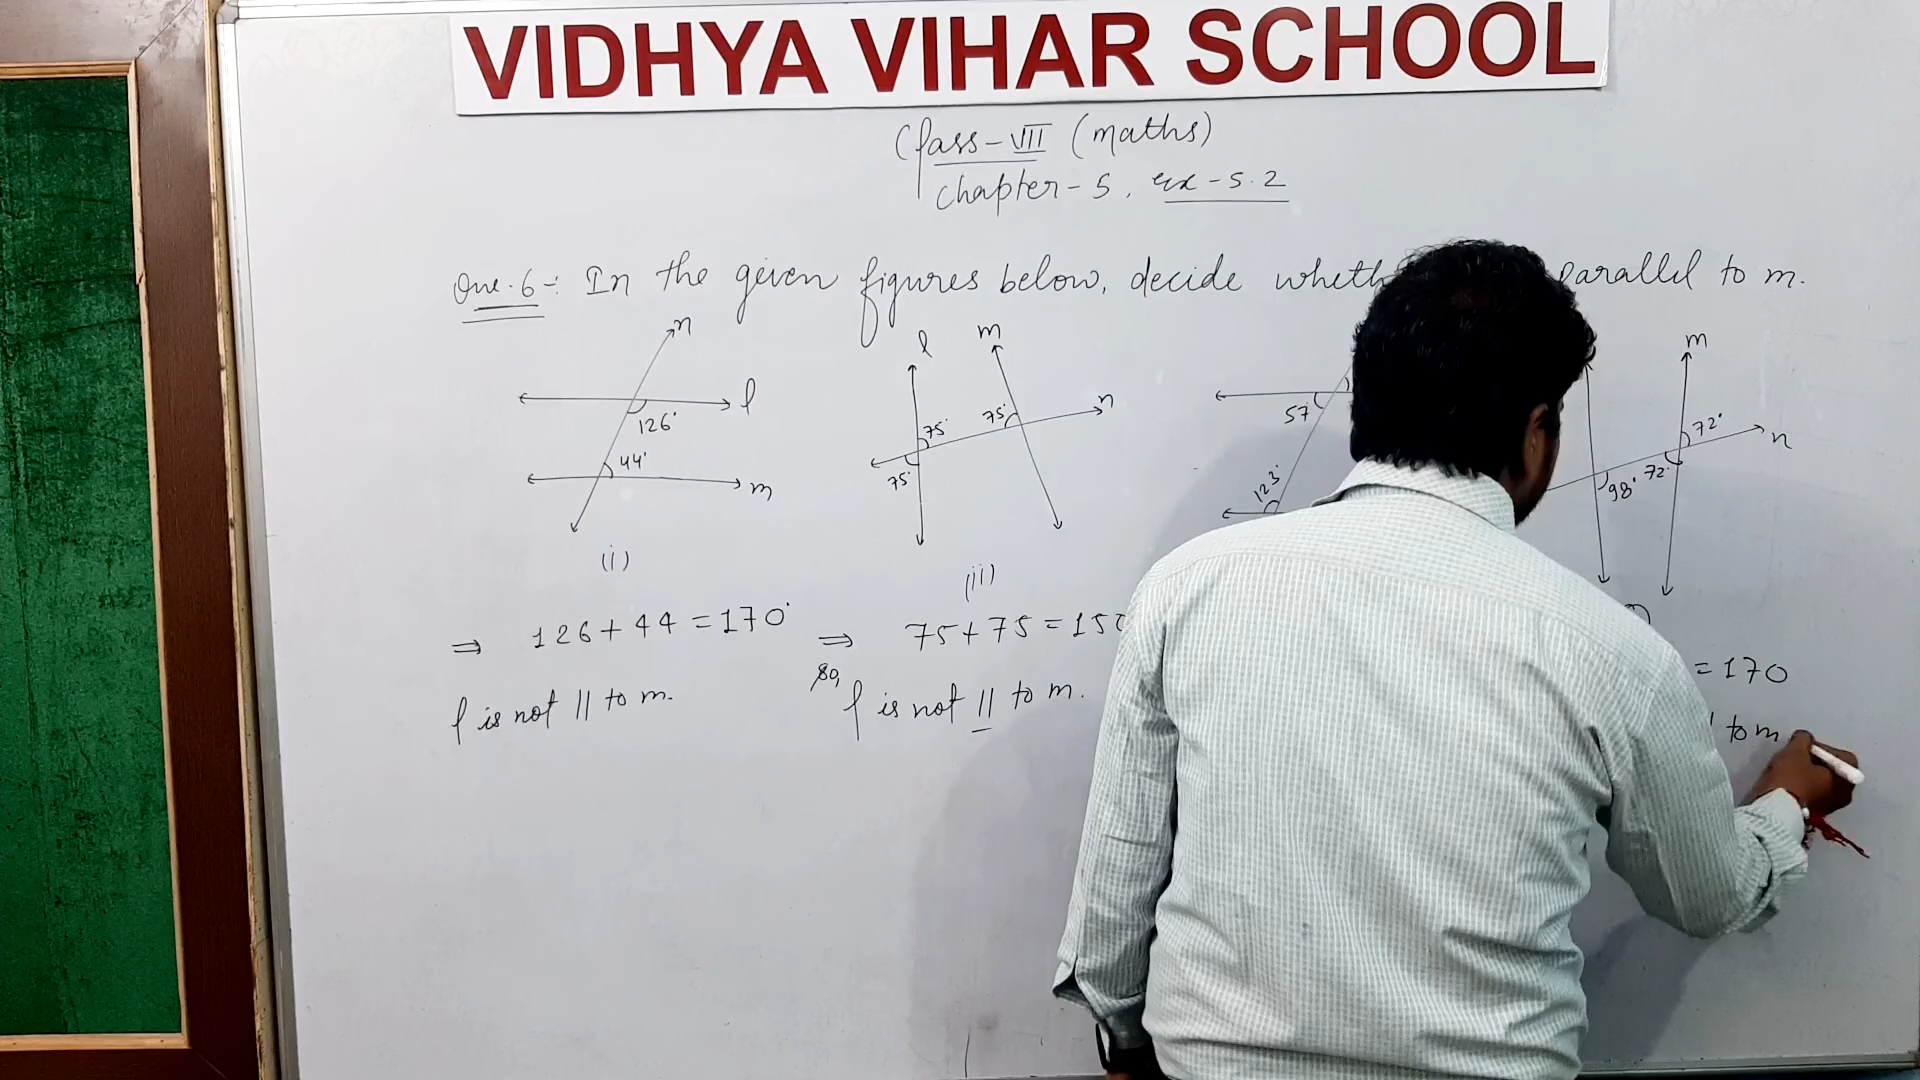 VIDHYA VIHAR SCHOOL
Class - VII (maths)
chapter - 5, ex - 5.2
Que. 6 -: In the given figures below, decide wheth parallel to m.
n
l
126°
44°
m
(i)
l
m
n
75°
75°
75°
(ii)
57
123°
m
n
72°
72°
98°
⇒ 126 + 44 = 170°
l is not || to m.
⇒ 75 + 75 = 150
so,
l is not || to m.
= 170
to m